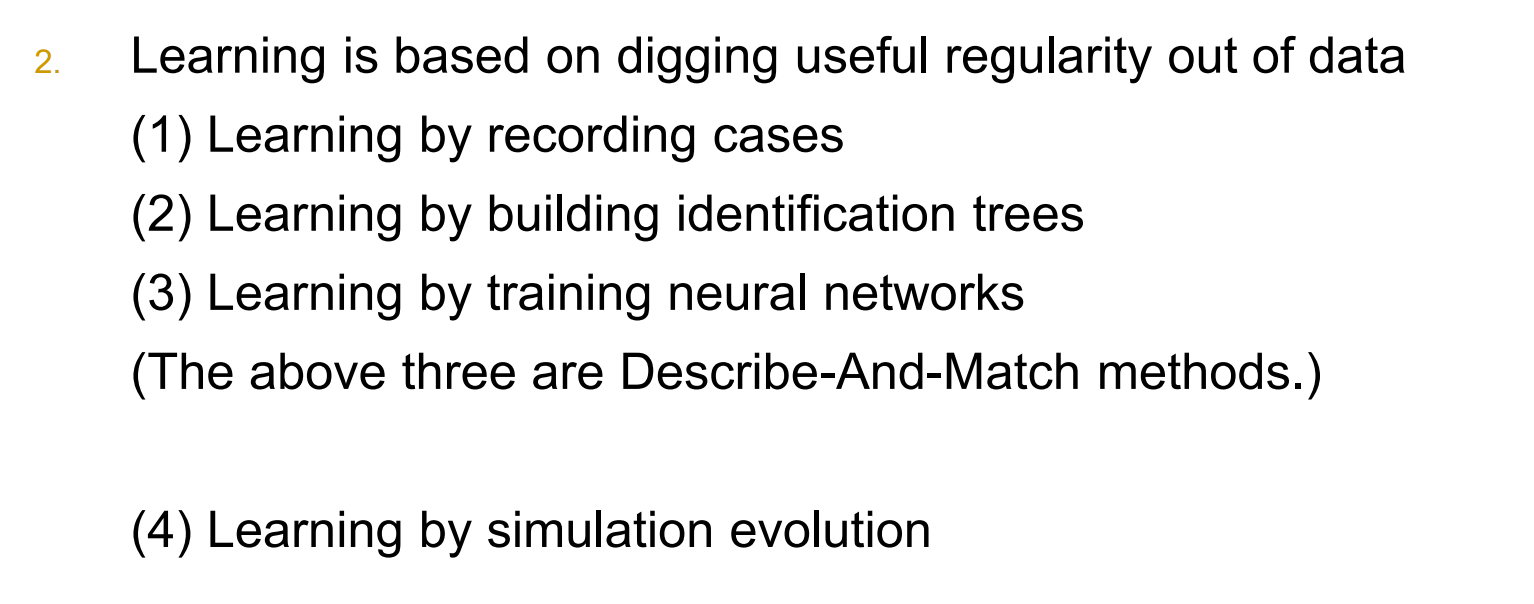 2. Learning is based on digging useful regularity out of data
(1) Learning by recording cases
(2) Learning by building identification trees
(3) Learning by training neural networks
(The above three are Describe-And-Match methods.)
(4) Learning by simulation evolution